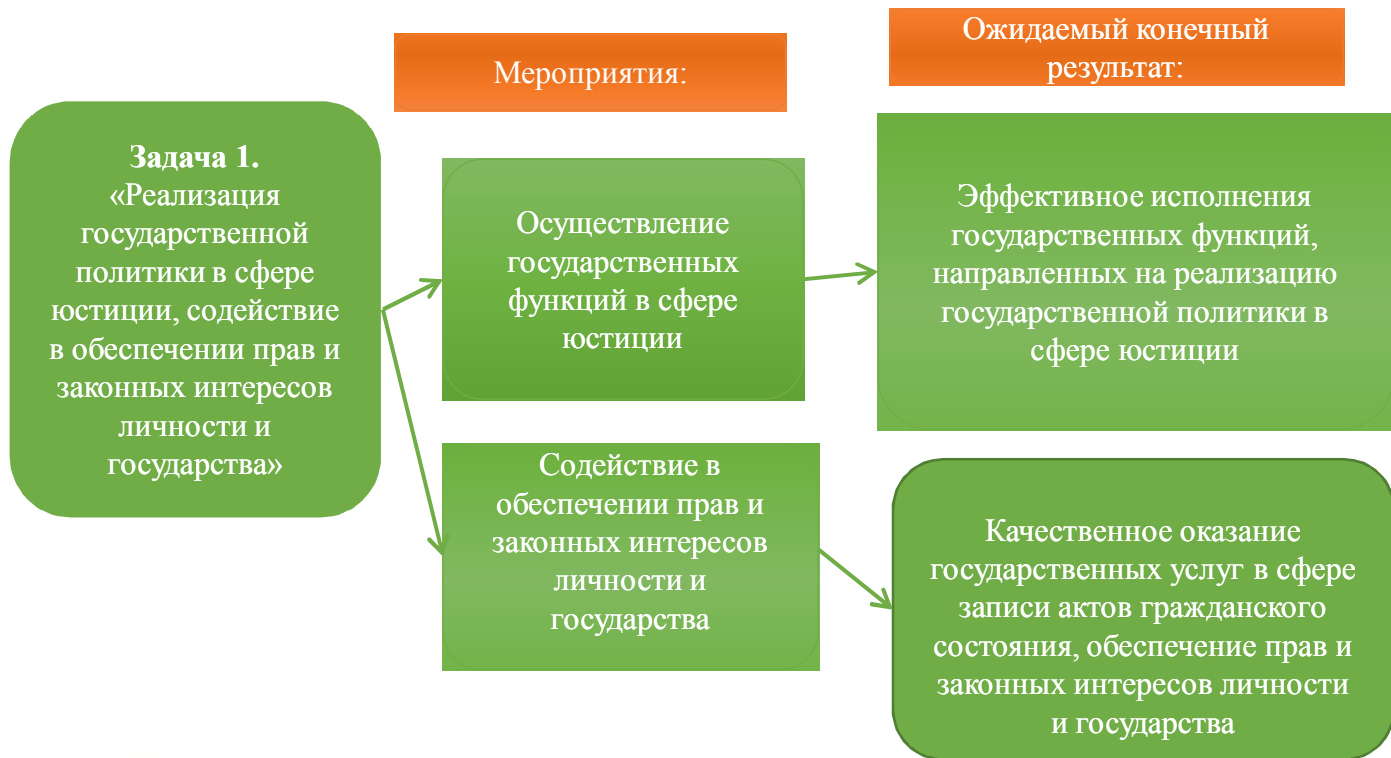 Мероприятия:
Ожидаемый конечный
результат:
Задача 1.
«Реализация
государственной
политики в сфере
юстиции, содействие
в обеспечении прав и
законных интересов
личности и
государства»
Осуществление
государственных
функций в сфере
юстиции
Эффективное исполнения
государственных функций,
направленных на реализацию
государственной политики в
сфере юстиции
Содействие в
обеспечении прав и
законных интересов
личности и
государства
Качественное оказание
государственных услуг в сфере
записи актов гражданского
состояния, обеспечение прав и
законных интересов личности
и государства